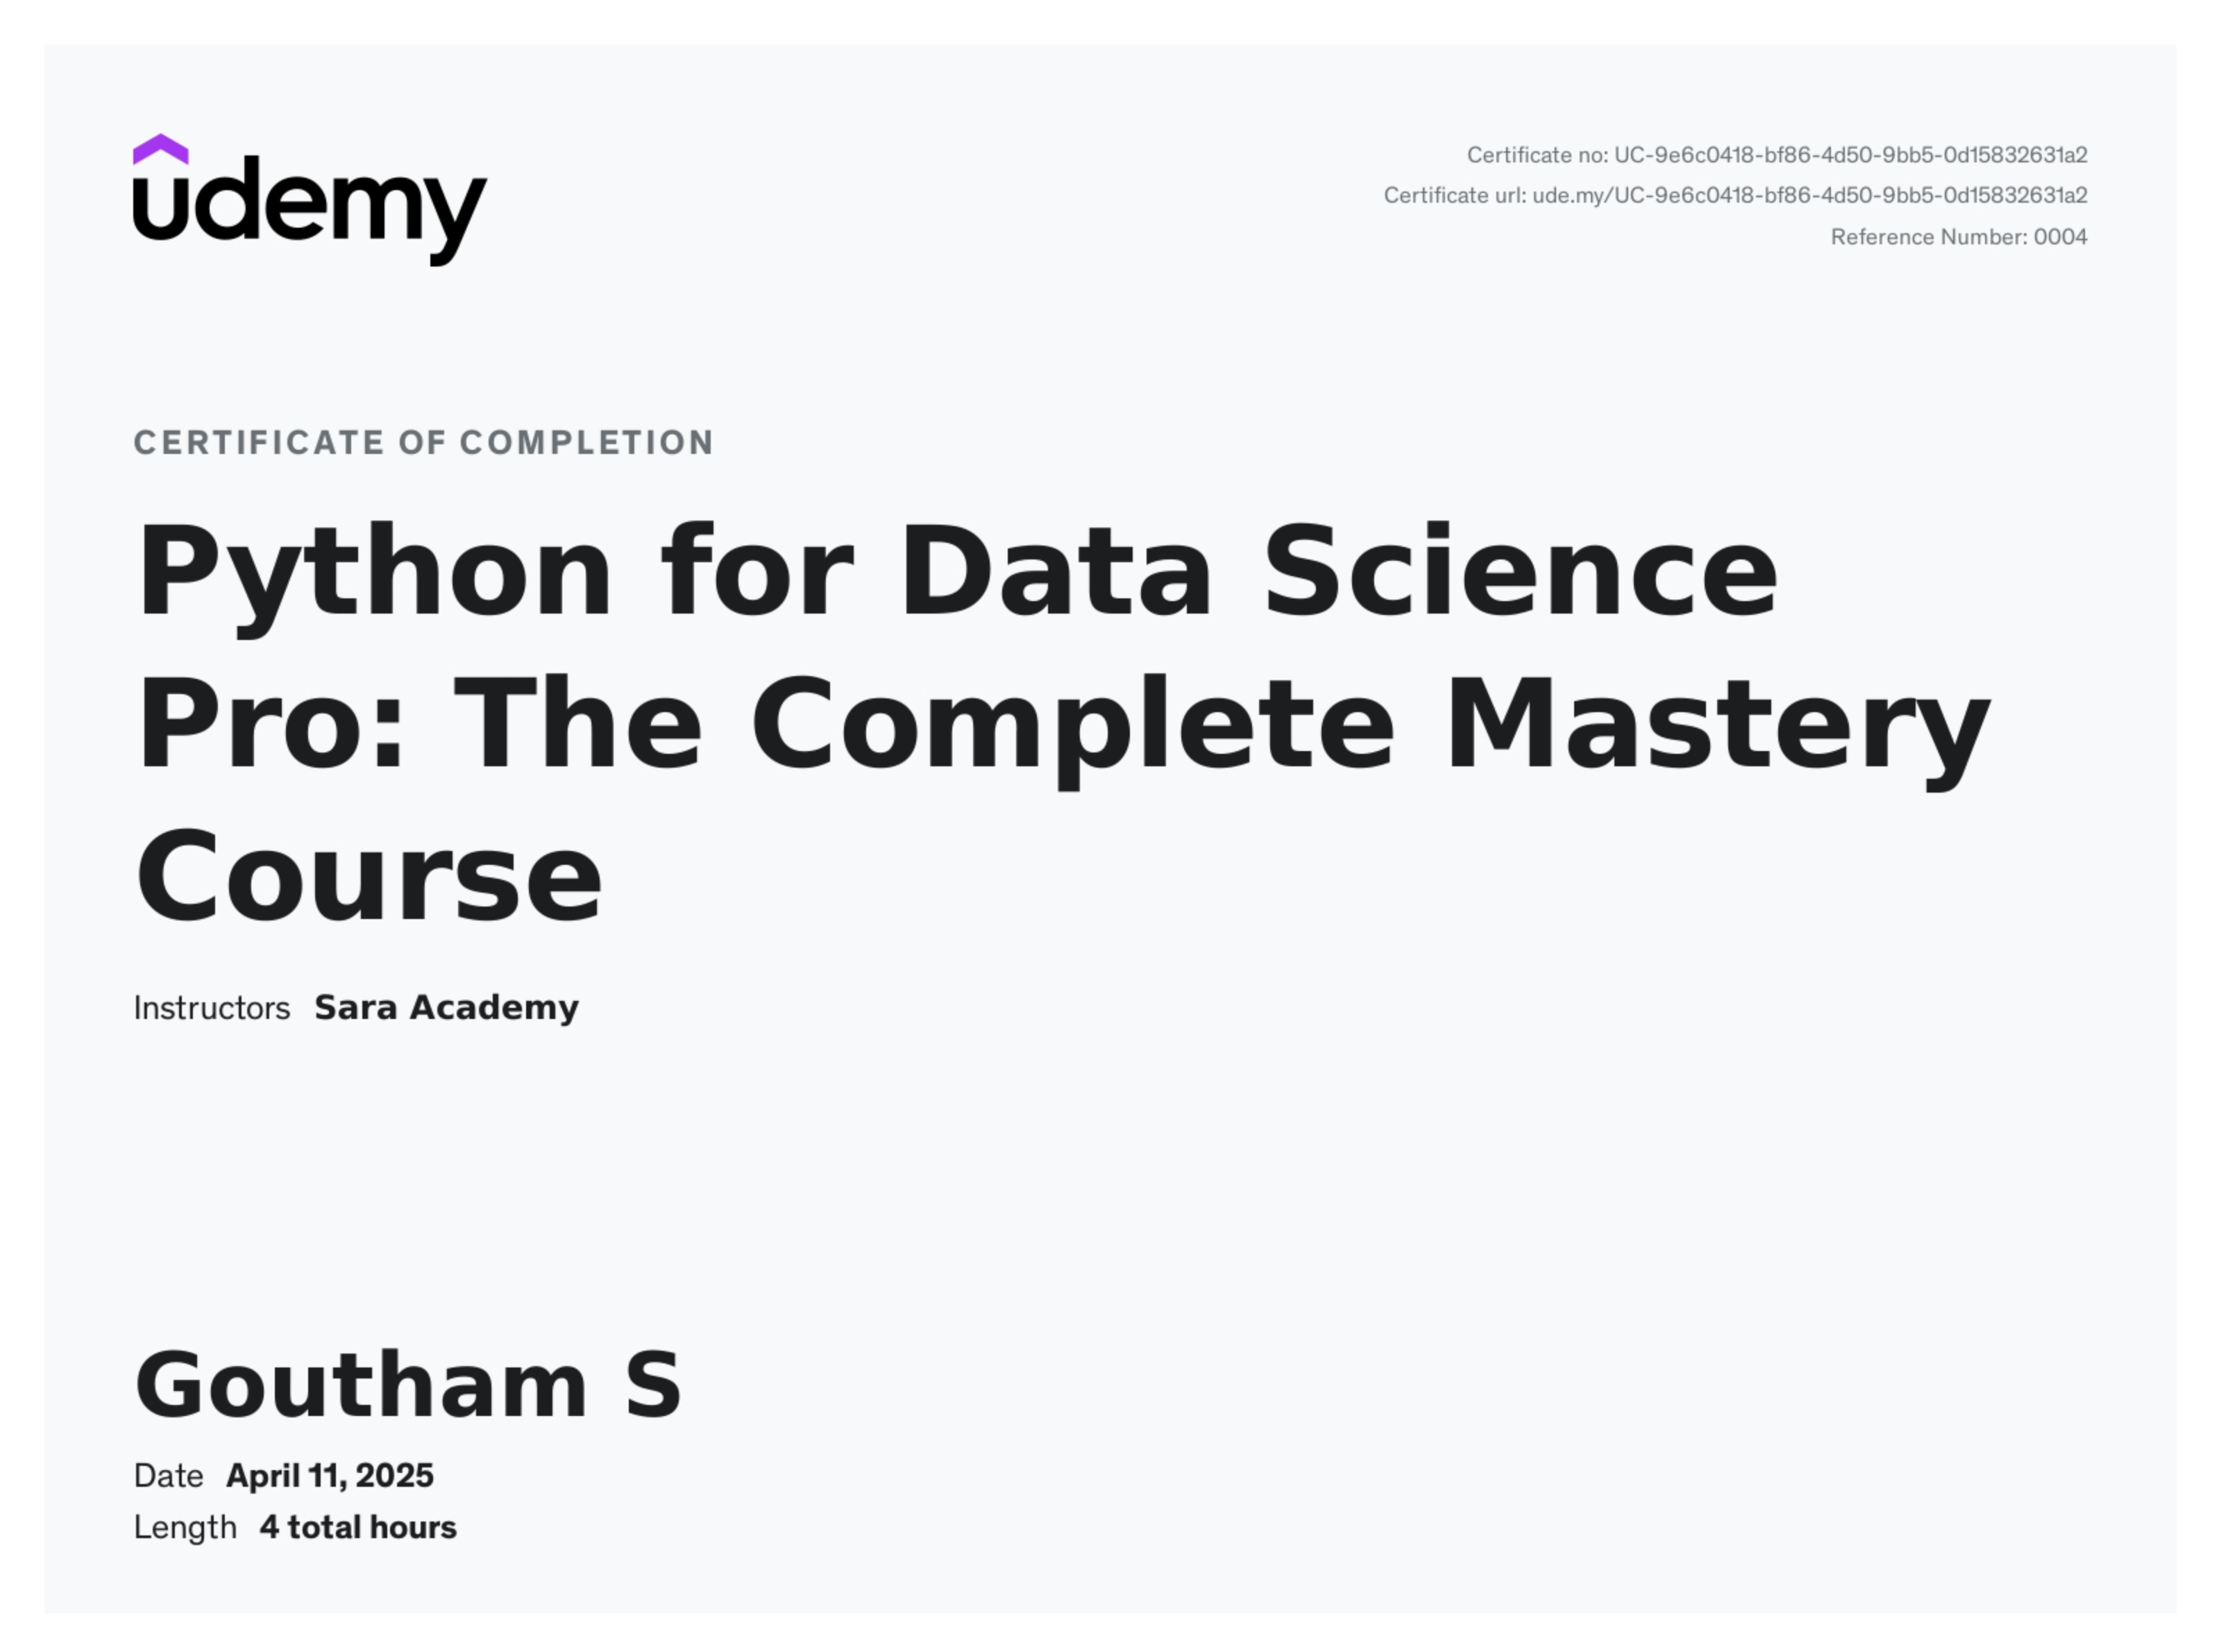 udemy
Certificate no: UC-9e6c0418-bf86-4d50-9bb5-0d15832631a2
Certificate url: ude.my/UC-9e6c0418-bf86-4d50-9bb5-0d15832631a2
Reference Number: 0004
CERTIFICATE OF COMPLETION
Python for Data Science
Pro: The Complete Mastery
Course
Instructors Sara Academy
Goutham S
Date April 11, 2025
Length 4 total hours